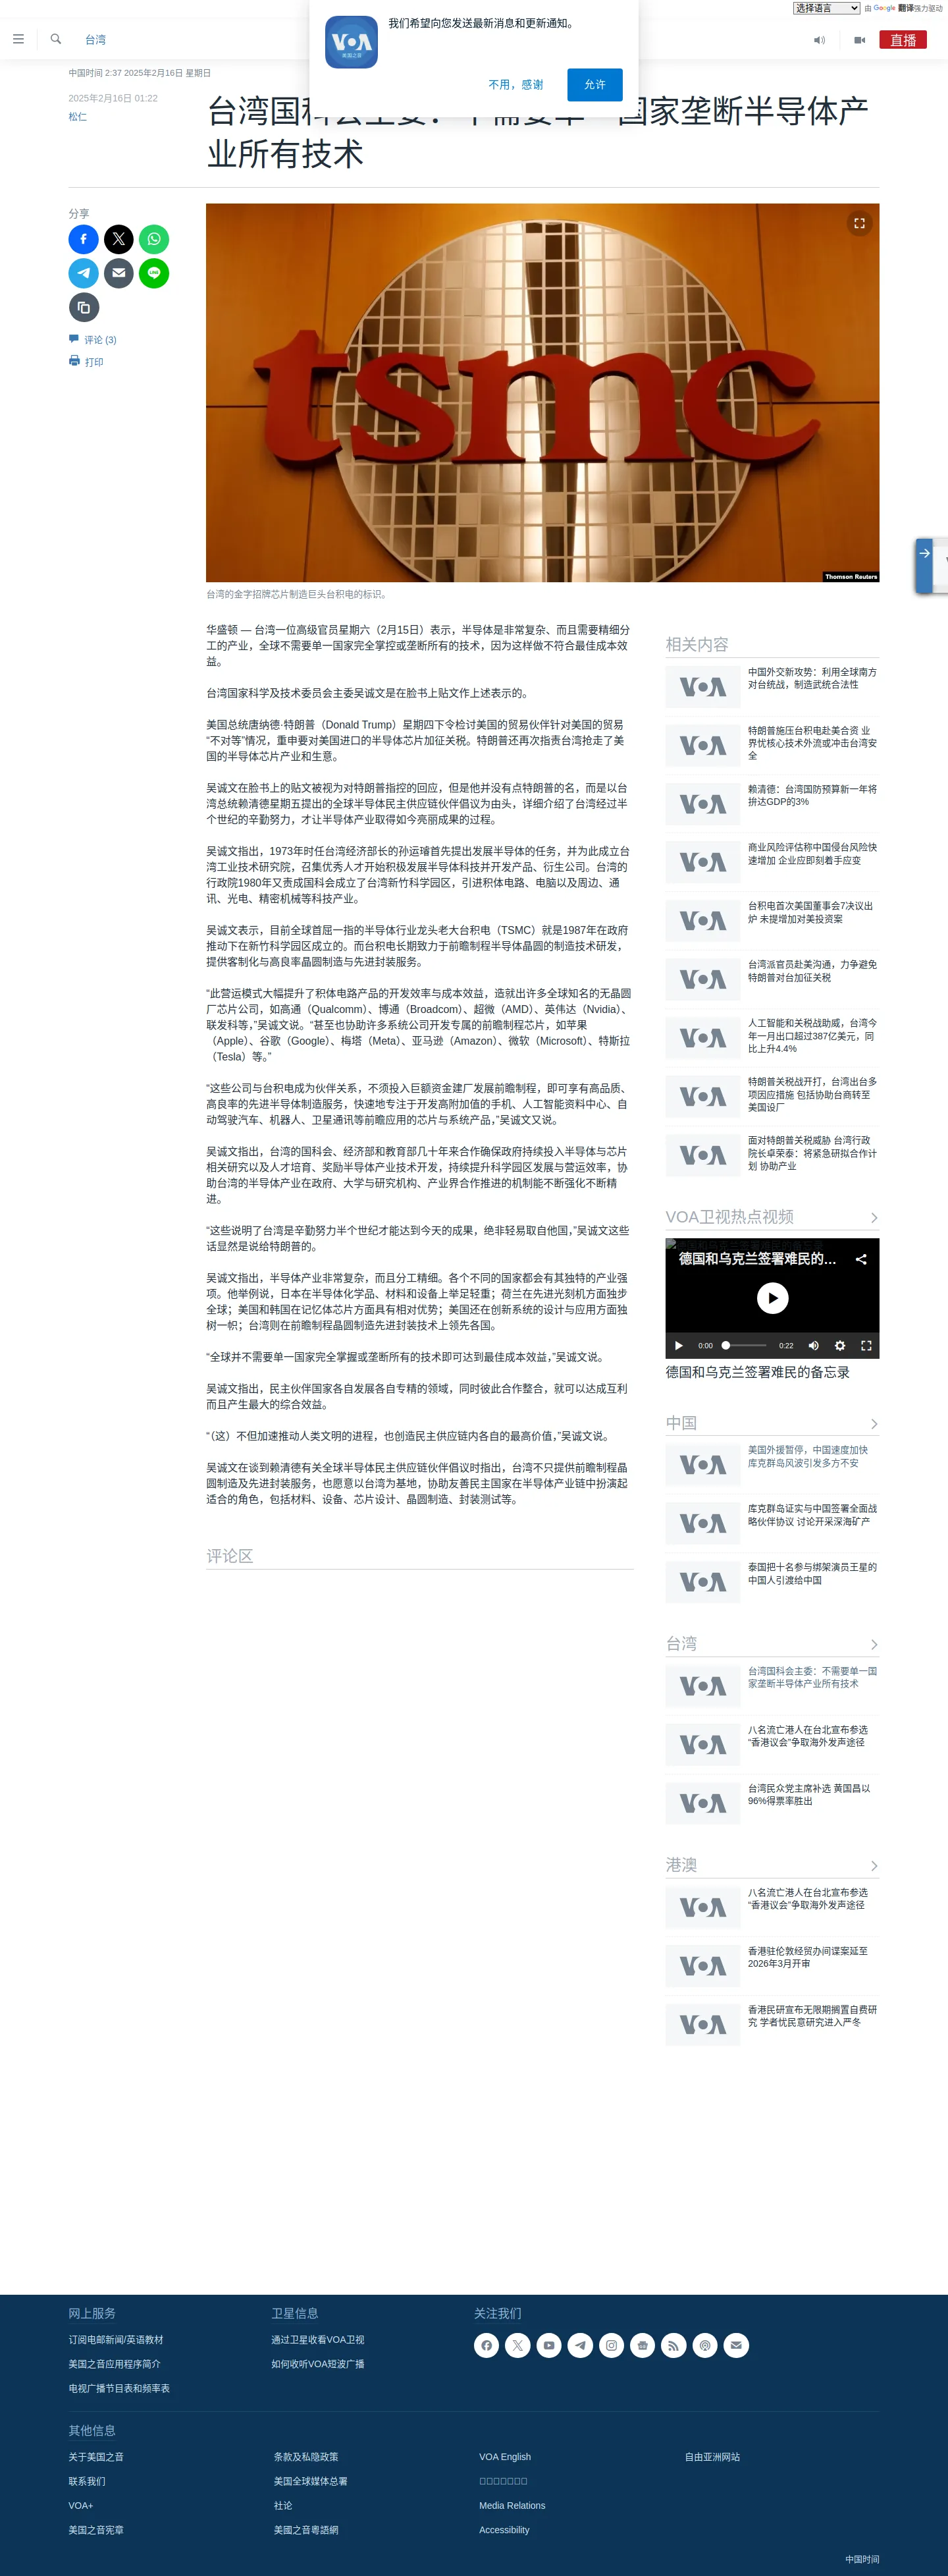 选择语言 由 Google 翻译强力驱动
我们希望向您发送最新消息和更新通知。
VOA
美国之音
不用，感谢 允许
台湾
直播
中国时间 2:37 2025年2月16日 星期日
2025年2月16日 01:22
松仁
台湾国科会主委：不需要单一国家垄断半导体产
业所有技术
分享
评论 (3)
打印
tsmc
Thomson Reuters
台湾的金字招牌芯片制造巨头台积电的标识。
华盛顿 — 台湾一位高级官员星期六（2月15日）表示，半导体是非常复杂、而且需要精细分
工的产业，全球不需要单一国家完全掌控或垄断所有的技术，因为这样做不符合最佳成本效
益。
台湾国家科学及技术委员会主委吴诚文是在脸书上贴文作上述表示的。
美国总统唐纳德·特朗普（Donald Trump）星期四下令检讨美国的贸易伙伴针对美国的贸易
“不对等”情况，重申要对美国进口的半导体芯片加征关税。特朗普还再次指责台湾抢走了美
国的半导体芯片产业和生意。
吴诚文在脸书上的贴文被视为对特朗普指控的回应，但是他并没有点特朗普的名，而是以台
湾总统赖清德星期五提出的全球半导体民主供应链伙伴倡议为由头，详细介绍了台湾经过半
个世纪的辛勤努力，才让半导体产业取得如今亮丽成果的过程。
吴诚文指出，1973年时任台湾经济部长的孙运璿首先提出发展半导体的任务，并为此成立台
湾工业技术研究院，召集优秀人才开始积极发展半导体科技并开发产品、衍生公司。台湾的
行政院1980年又责成国科会成立了台湾新竹科学园区，引进积体电路、电脑以及周边、通
讯、光电、精密机械等科技产业。
吴诚文表示，目前全球首屈一指的半导体行业龙头老大台积电（TSMC）就是1987年在政府
推动下在新竹科学园区成立的。而台积电长期致力于前瞻制程半导体晶圆的制造技术研发，
提供客制化与高良率晶圆制造与先进封装服务。
“此营运模式大幅提升了积体电路产品的开发效率与成本效益，造就出许多全球知名的无晶圆
厂芯片公司，如高通（Qualcomm）、博通（Broadcom）、超微（AMD）、英伟达（Nvidia）、
联发科等，”吴诚文说。“甚至也协助许多系统公司开发专属的前瞻制程芯片，如苹果
（Apple）、谷歌（Google）、梅塔（Meta）、亚马逊（Amazon）、微软（Microsoft）、特斯拉
（Tesla）等。”
“这些公司与台积电成为伙伴关系，不须投入巨额资金建厂发展前瞻制程，即可享有高品质、
高良率的先进半导体制造服务，快速地专注于开发高附加值的手机、人工智能资料中心、自
动驾驶汽车、机器人、卫星通讯等前瞻应用的芯片与系统产品，”吴诚文又说。
吴诚文指出，台湾的国科会、经济部和教育部几十年来合作确保政府持续投入半导体与芯片
相关研究以及人才培育、奖励半导体产业技术开发，持续提升科学园区发展与营运效率，协
助台湾的半导体产业在政府、大学与研究机构、产业界合作推进的机制能不断强化不断精
进。
“这些说明了台湾是辛勤努力半个世纪才能达到今天的成果，绝非轻易取自他国，”吴诚文这些
话显然是说给特朗普的。
吴诚文指出，半导体产业非常复杂，而且分工精细。各个不同的国家都会有其独特的产业强
项。他举例说，日本在半导体化学品、材料和设备上举足轻重；荷兰在先进光刻机方面独步
全球；美国和韩国在记忆体芯片方面具有相对优势；美国还在创新系统的设计与应用方面独
树一帜；台湾则在前瞻制程晶圆制造先进封装技术上领先各国。
“全球并不需要单一国家完全掌握或垄断所有的技术即可达到最佳成本效益，”吴诚文说。
吴诚文指出，民主伙伴国家各自发展各自专精的领域，同时彼此合作整合，就可以达成互利
而且产生最大的综合效益。
“（这）不但加速推动人类文明的进程，也创造民主供应链内各自的最高价值，”吴诚文说。
吴诚文在谈到赖清德有关全球半导体民主供应链伙伴倡议时指出，台湾不只提供前瞻制程晶
圆制造及先进封装服务，也愿意以台湾为基地，协助友善民主国家在半导体产业链中扮演起
适合的角色，包括材料、设备、芯片设计、晶圆制造、封装测试等。
评论区
相关内容
中国外交新攻势：利用全球南方
对台统战，制造武统合法性
特朗普施压台积电赴美合资 业
界忧核心技术外流或冲击台湾安
全
赖清德：台湾国防预算新一年将
拚达GDP的3%
商业风险评估称中国侵台风险快
速增加 企业应即刻着手应变
台积电首次美国董事会7决议出
炉 未提增加对美投资案
台湾派官员赴美沟通，力争避免
特朗普对台加征关税
人工智能和关税战助威，台湾今
年一月出口超过387亿美元，同
比上升4.4%
特朗普关税战开打，台湾出台多
项因应措施 包括协助台商转至
美国设厂
面对特朗普关税威胁 台湾行政
院长卓荣泰：将紧急研拟合作计
划 协助产业
VOA卫视热点视频
德国和乌克兰签署难民的…
0:00 0:22
德国和乌克兰签署难民的备忘录
中国
美国外援暂停，中国速度加快
库克群岛风波引发多方不安
库克群岛证实与中国签署全面战
略伙伴协议 讨论开采深海矿产
泰国把十名参与绑架演员王星的
中国人引渡给中国
台湾
台湾国科会主委：不需要单一国
家垄断半导体产业所有技术
八名流亡港人在台北宣布参选
“香港议会”争取海外发声途径
台湾民众党主席补选 黄国昌以
96%得票率胜出
港澳
八名流亡港人在台北宣布参选
“香港议会”争取海外发声途径
香港驻伦敦经贸办间谍案延至
2026年3月开审
香港民研宣布无限期搁置自费研
究 学者忧民意研究进入严冬
网上服务 卫星信息 关注我们
订阅电邮新闻/英语教材 通过卫星收看VOA卫视
美国之音应用程序简介 如何收听VOA短波广播
电视广播节目表和频率表
其他信息
关于美国之音 条款及私隐政策 VOA English 自由亚洲网站
联系我们 美国全球媒体总署
VOA+ 社论 Media Relations
美国之音宪章 美國之音粵語網 Accessibility
中国时间